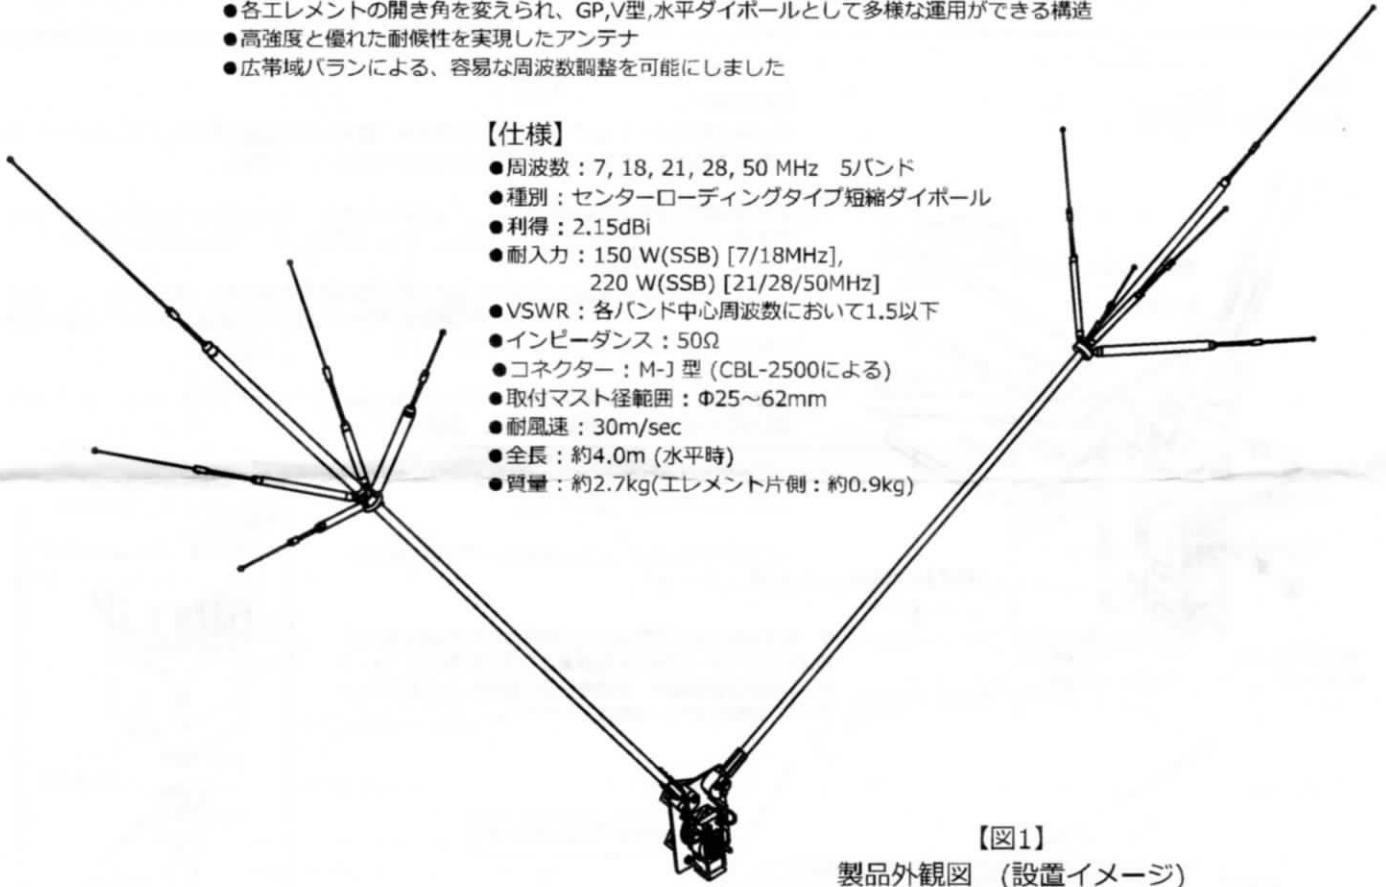 ●各エレメントの開き角を変えられ、GP,V型,水平ダイポールとして多様な運用ができる構造
●高強度と優れた耐候性を実現したアンテナ
●広帯域バランによる、容易な周波数調整を可能にしました
【仕様】
●周波数：7, 18, 21, 28, 50 MHz　5バンド
●種別：センターローディングタイプ短縮ダイポール
●利得：2.15dBi
●耐入力：150 W(SSB) [7/18MHz],
220 W(SSB) [21/28/50MHz]
●VSWR：各バンド中心周波数において1.5以下
●インピーダンス：50Ω
●コネクター：M-J 型 (CBL-2500による)
●取付マスト径範囲：Φ25～62mm
●耐風速：30m/sec
●全長：約4.0m (水平時)
●質量：約2.7kg(エレメント片側：約0.9kg)
【図1】
製品外観図　(設置イメージ)